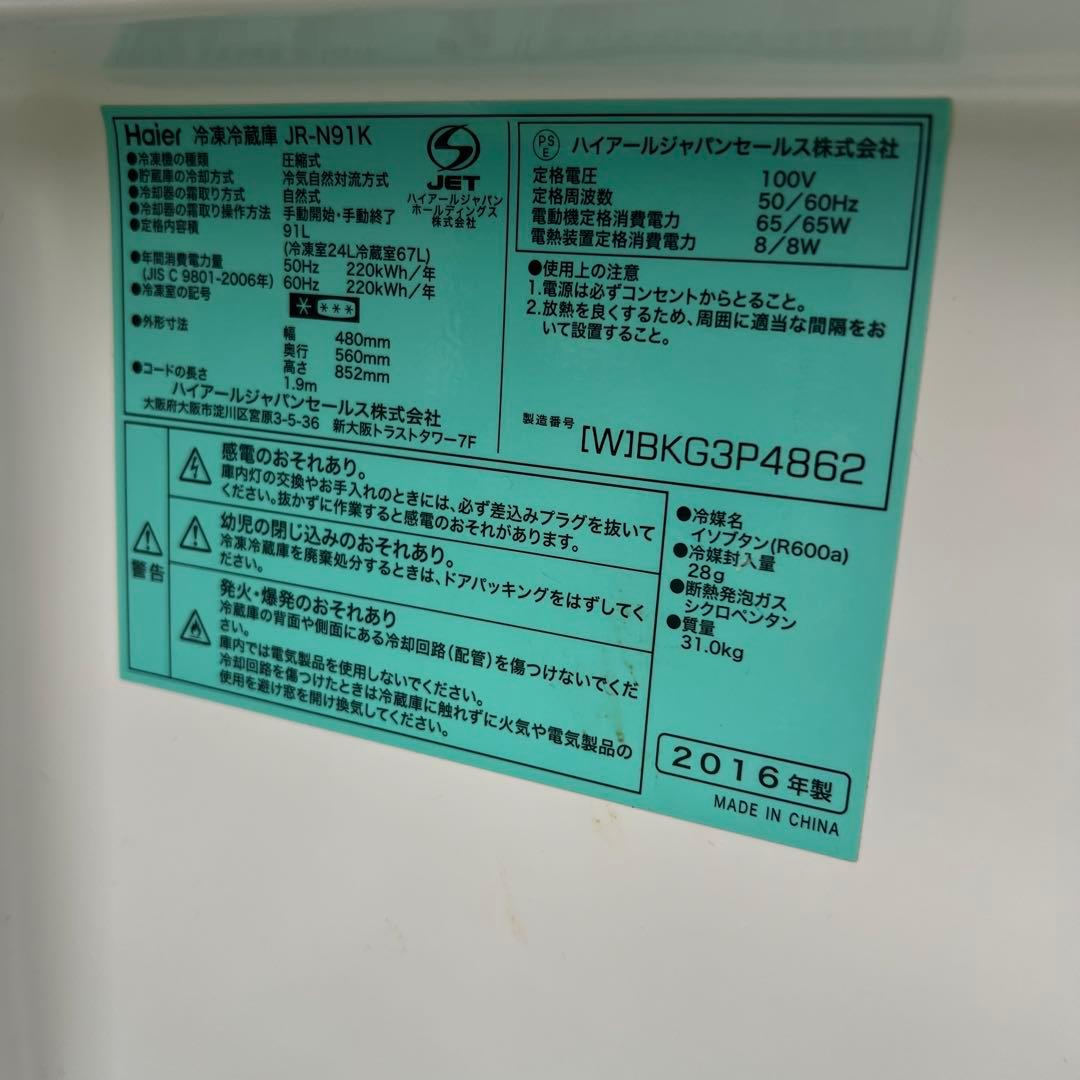 Haier 冷凍冷蔵庫 JR-N91K
●冷凍機の種類 圧縮式
●貯蔵庫の冷却方式 冷気自然対流方式
●冷却器の霜取り方式 自然式
●冷却器の霜取り操作方法 手動開始・手動終了
●定格内容積 91L
(冷凍室24L冷蔵室67L)
●年間消費電力量 50Hz 220kWh/年
(JIS C 9801-2006年) 60Hz 220kWh/年
●冷凍室の記号 * ***
●外形寸法 幅 480mm
奥行 560mm
高さ 852mm
●コードの長さ 1.9m
ハイアールジャパンセールス株式会社
大阪府大阪市淀川区宮原3-5-36 新大阪トラストタワー7F
JET
ハイアールジャパン
ホールディングス
株式会社
PSE ハイアールジャパンセールス株式会社
定格電圧 100V
定格周波数 50/60Hz
電動機定格消費電力 65/65W
電熱装置定格消費電力 8/8W
●使用上の注意
1.電源は必ずコンセントからとること。
2.放熱を良くするため、周囲に適当な間隔をお
いて設置すること。
製造番号 [W]BKG3P4862
警告
感電のおそれあり。
庫内灯の交換やお手入れのときには、必ず差込みプラグを抜いて
ください。抜かずに作業すると感電のおそれがあります。
幼児の閉じ込みのおそれあり。
冷凍冷蔵庫を廃棄処分するときは、ドアパッキングをはずしてく
ださい。
発火・爆発のおそれあり
冷蔵庫の背面や側面にある冷却回路(配管)を傷つけないでくだ
さい。
庫内では電気製品を使用しないでください。
冷却回路を傷つけたときは冷蔵庫に触れずに火気や電気製品の
使用を避け窓を開け換気してください。
●冷媒名
イソブタン(R600a)
●冷媒封入量
28g
●断熱発泡ガス
シクロペンタン
●質量
31.0kg
2016年製
MADE IN CHINA